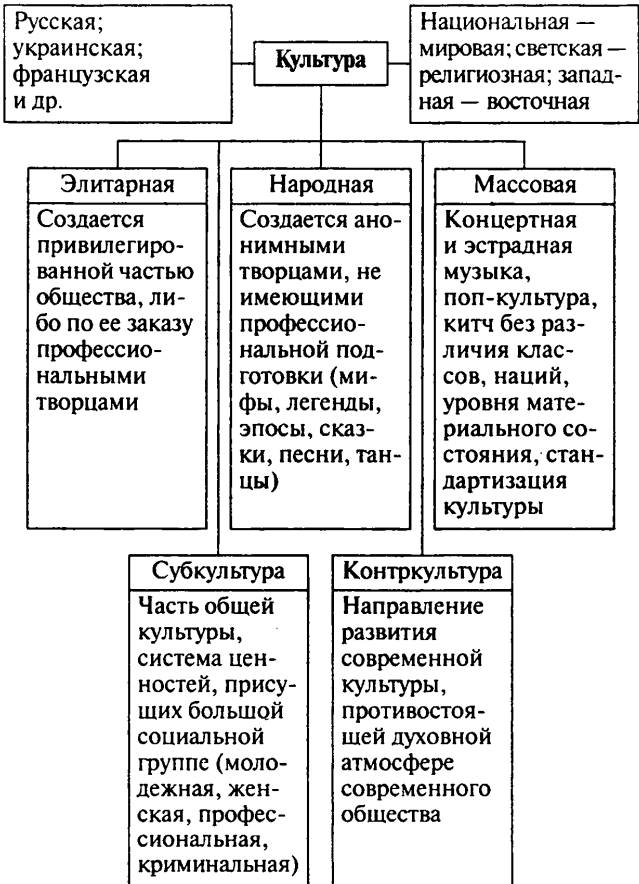 Русская;
украинская;
французская
и др.
Культура
Национальная —
мировая; светская —
религиозная; запад-
ная — восточная
Элитарная
Создается
привилегиро-
ванной частью
общества, ли-
бо по ее заказу
профессио-
нальными
творцами
Народная
Создается ано-
нимными
творцами, не
имеющими
профессио-
нальной под-
готовки (ми-
фы, легенды,
эпосы, сказ-
ки, песни, тан-
цы)
Массовая
Концертная
и эстрадная
музыка,
поп-культура,
китч без раз-
личия клас-
сов, наций,
уровня мате-
риального со-
стояния, стан-
дартизация
культуры
Субкультура
Часть общей
культуры,
система цен-
ностей, прису-
щих большой
социальной
группе (моло-
дежная, жен-
ская, профес-
сиональная,
криминальная)
Контркультура
Направление
развития
современной
культуры,
противостоя-
щей духовной
атмосфере
современного
общества